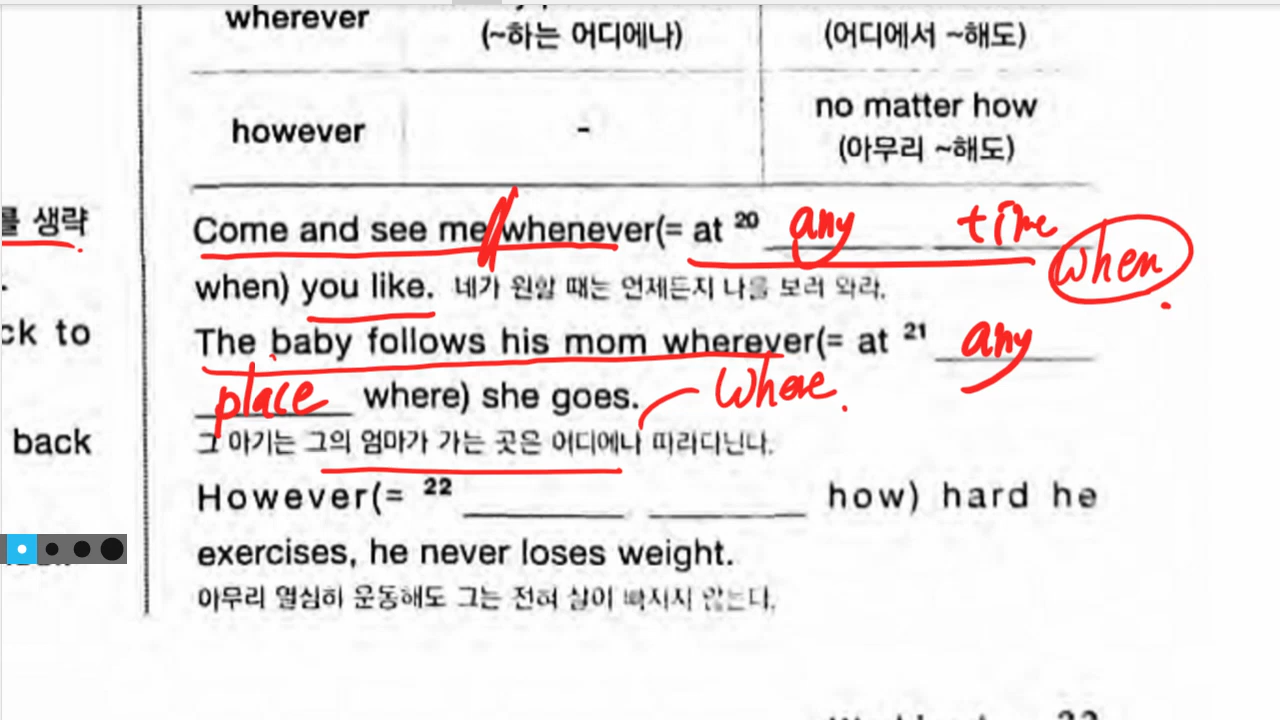 wherever
(~하는 어디에나)
(어디에서 ~해도)
however
-
no matter how
(아무리 ~해도)
를 생략
ck to
back
Come and see me whenever(= at 20 any time
when) you like. 네가 원할 때는 언제든지 나를 보러 와라.
when
The baby follows his mom wherever(= at 21 any
place where) she goes. where.
그 아기는 그의 엄마가 가는 곳은 어디에나 따라다닌다.
However(= 22 how) hard he
exercises, he never loses weight.
아무리 열심히 운동해도 그는 전혀 살이 빠지지 않는다.